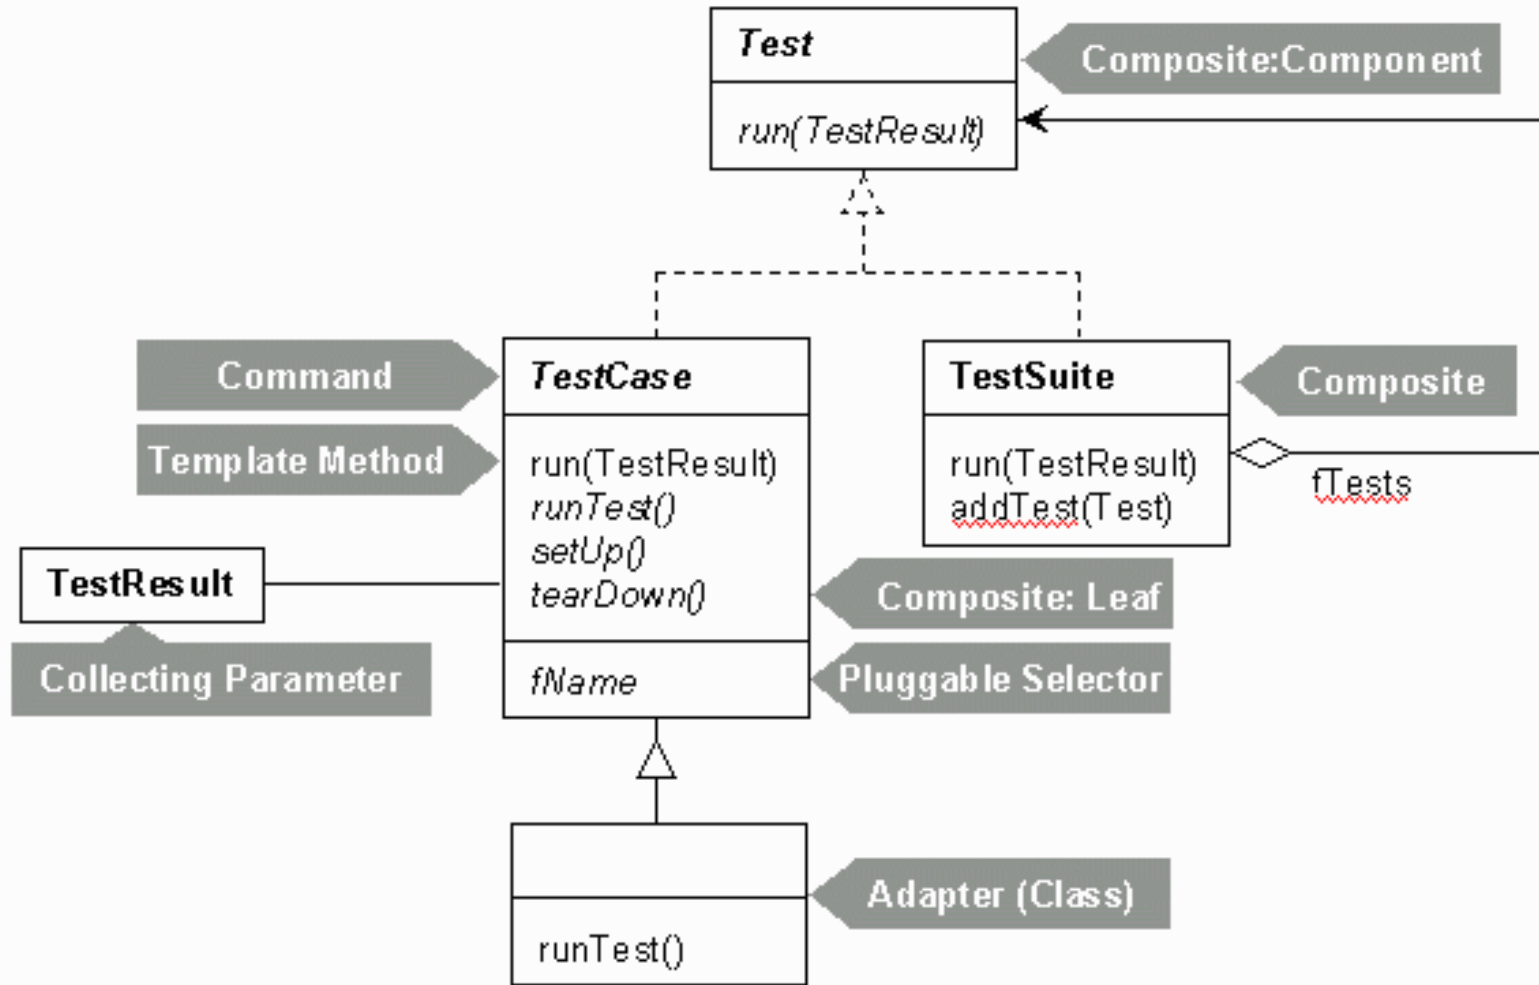 Test
Composite:Component
run(TestResult)
Command
TestCase
TestSuite
Composite
Template Method
run(TestResult)
runTest()
setUp()
tearDown()
run(TestResult)
addTest(Test)
fTests
TestResult
Composite: Leaf
Collecting Parameter
fName
Pluggable Selector
Adapter (Class)
runTest()